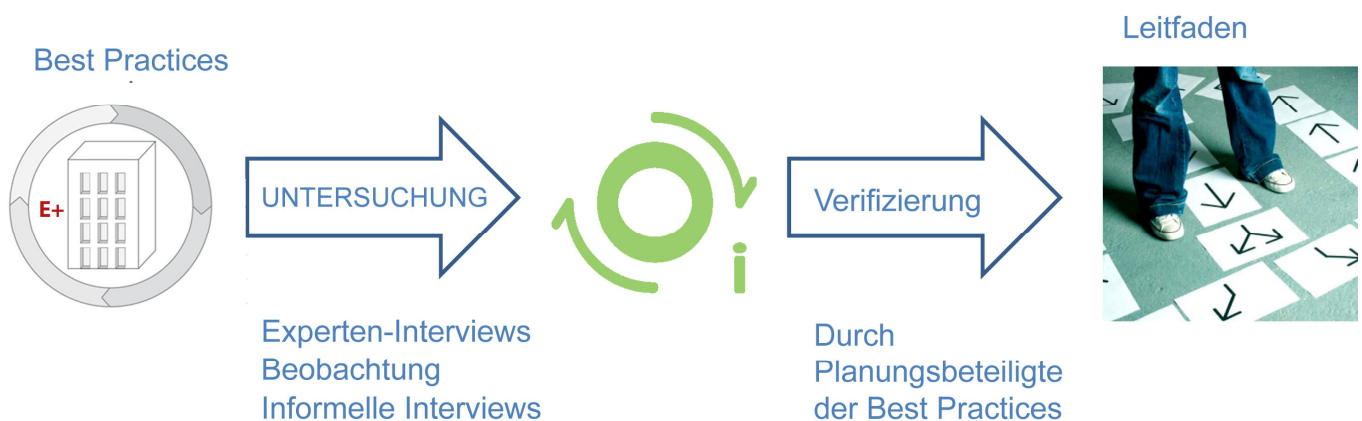 Best Practices
E+
UNTERSUCHUNG
Experten-Interviews
Beobachtung
Informelle Interviews
i
Verifizierung
Durch
Planungsbeteiligte
der Best Practices
Leitfaden